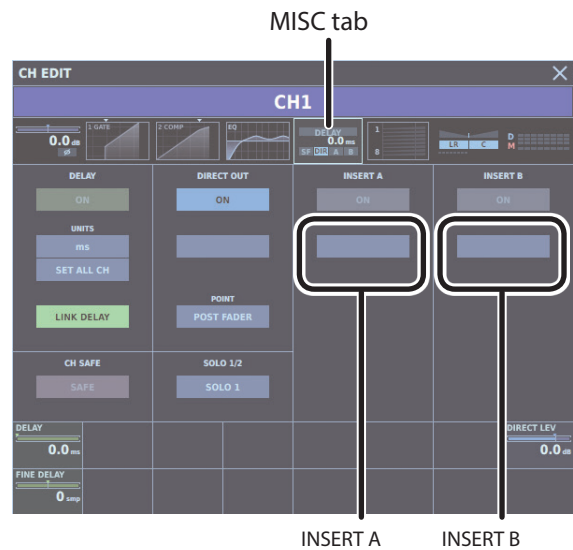 MISC tab
CH EDIT
CH1
0.0 dB
Ø
1 GATE
2 COMP
EQ
DELAY
0.0 ms
SF DIR A B
1
8
LR C
D
M
DELAY
DIRECT OUT
INSERT A
INSERT B
ON
ON
ON
ON
UNITS
ms
SET ALL CH
POINT
LINK DELAY
POST FADER
CH SAFE
SOLO 1/2
SAFE
SOLO 1
DELAY
0.0 ms
DIRECT LEV
0.0 dB
FINE DELAY
0 smp
INSERT A
INSERT B